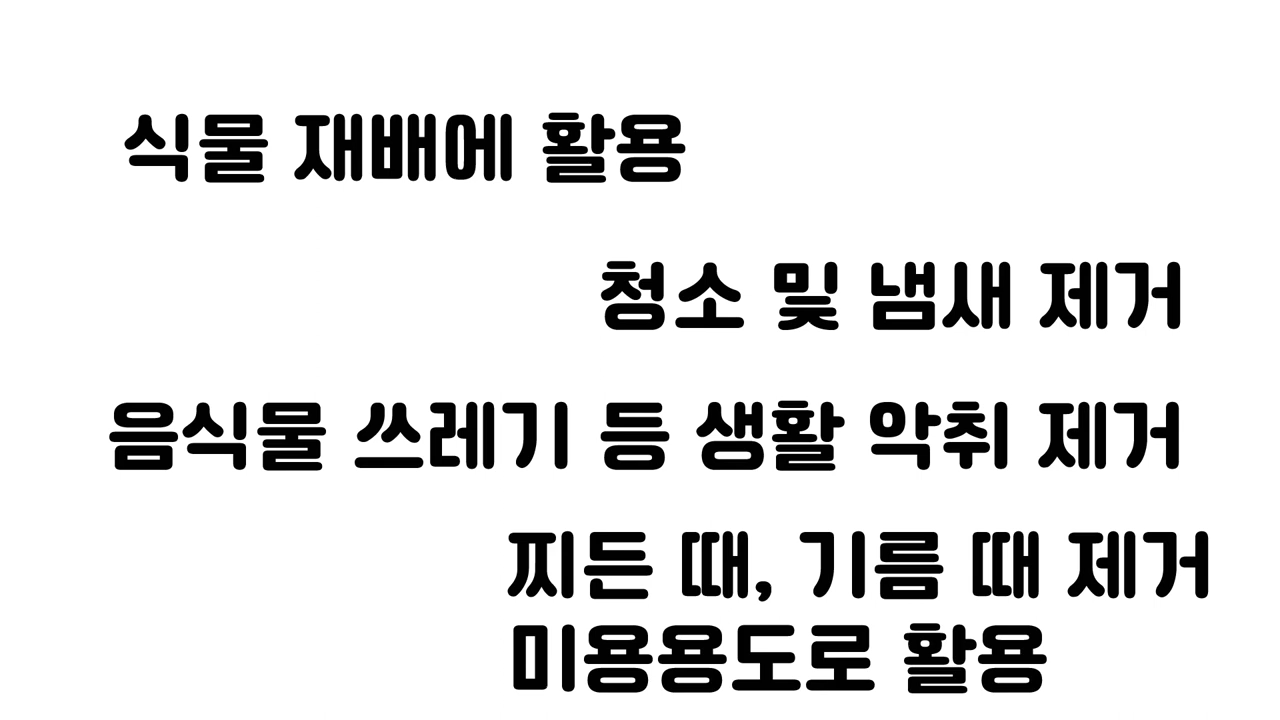 식물 재배에 활용
청소 및 냄새 제거
음식물 쓰레기 등 생활 악취 제거
찌든 때, 기름 때 제거
미용용도로 활용